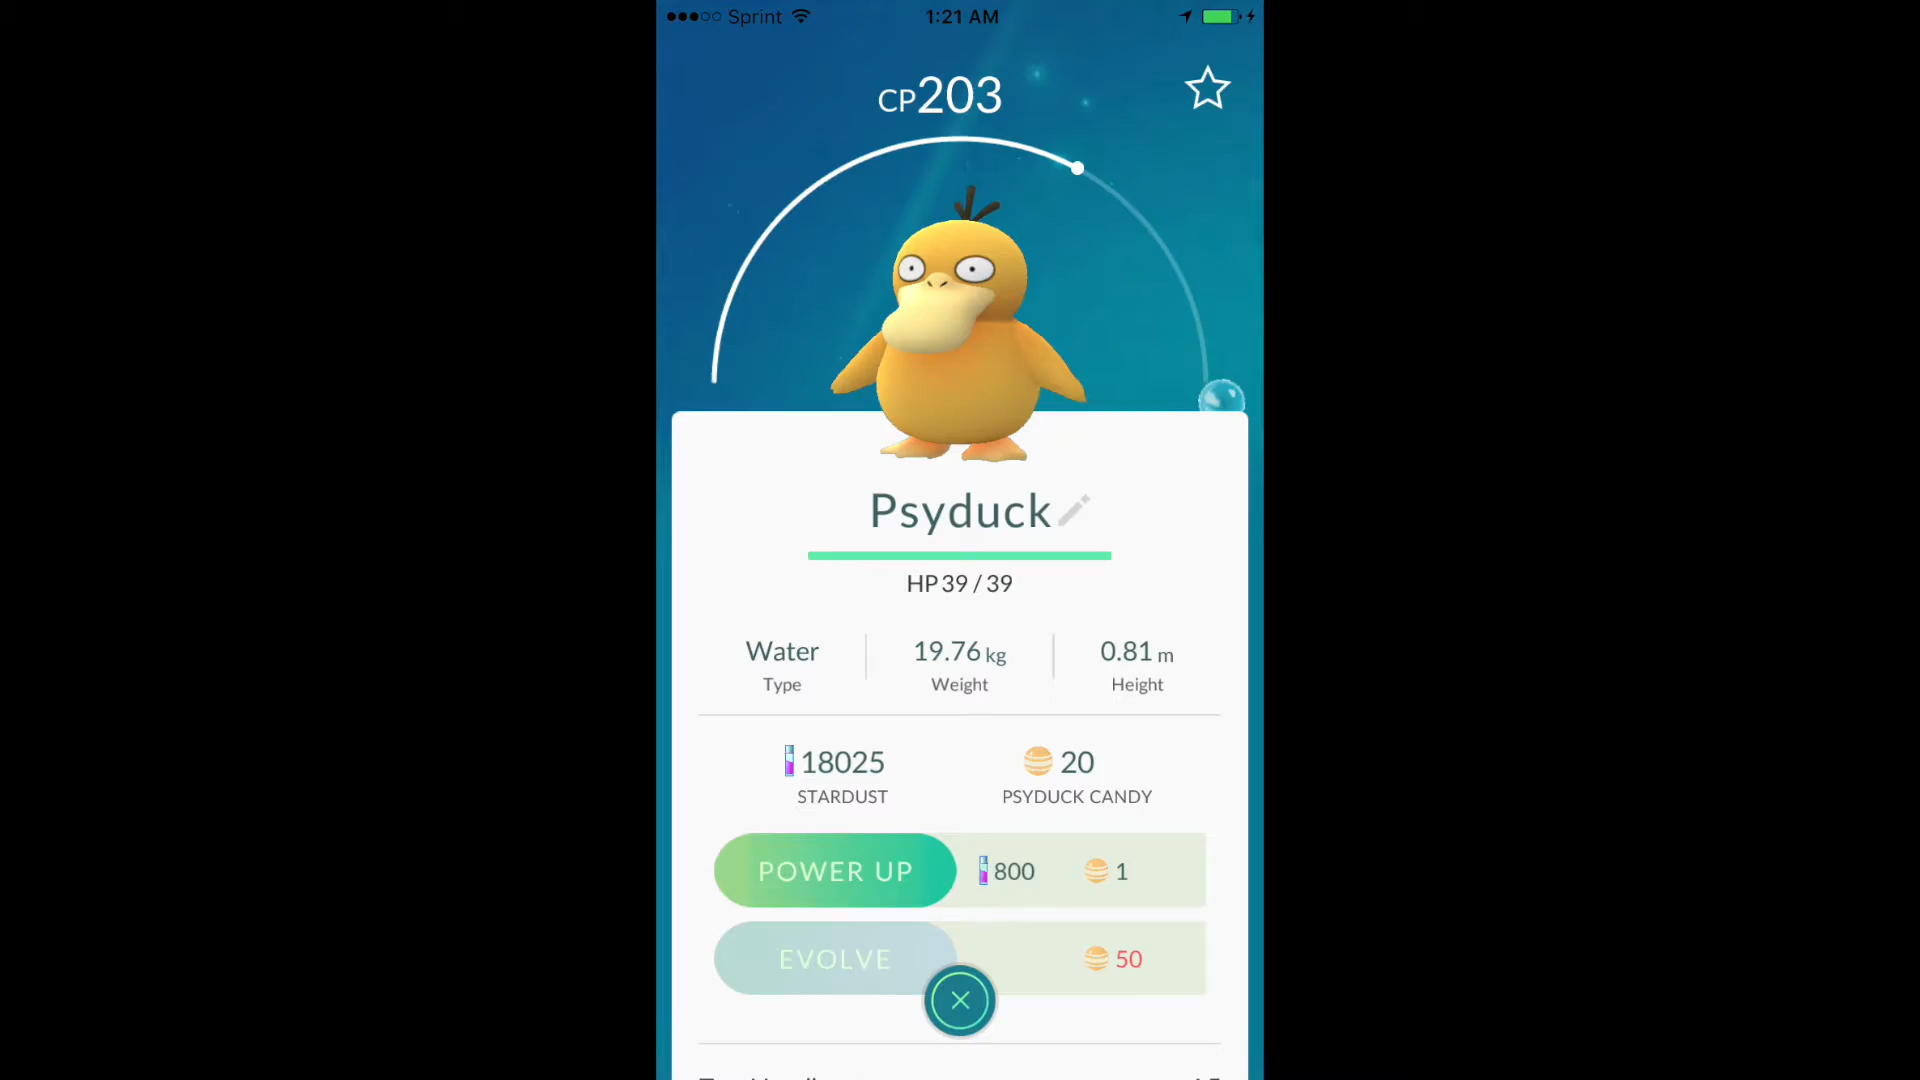 Sprint 1:21 AM
CP203
Psyduck
HP 39 / 39
Water 19.76 kg 0.81 m
Type Weight Height
18025 20
STARDUST PSYDUCK CANDY
POWER UP 800 1
EVOLVE 50